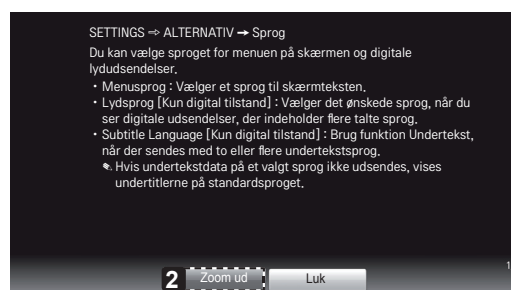 SETTINGS ⇨ ALTERNATIV ➙ Sprog
Du kan vælge sproget for menuen på skærmen og digitale
lydudsendelser.
• Menusprog : Vælger et sprog til skærmteksten.
• Lydsprog [Kun digital tilstand] : Vælger det ønskede sprog, når du
ser digitale udsendelser, der indeholder flere talte sprog.
• Subtitle Language [Kun digital tilstand] : Brug funktion Undertekst,
når der sendes med to eller flere undertekstsprog.
✎ Hvis undertekstdata på et valgt sprog ikke udsendes, vises
undertitlerne på standardsproget.
1
2 Zoom ud Luk